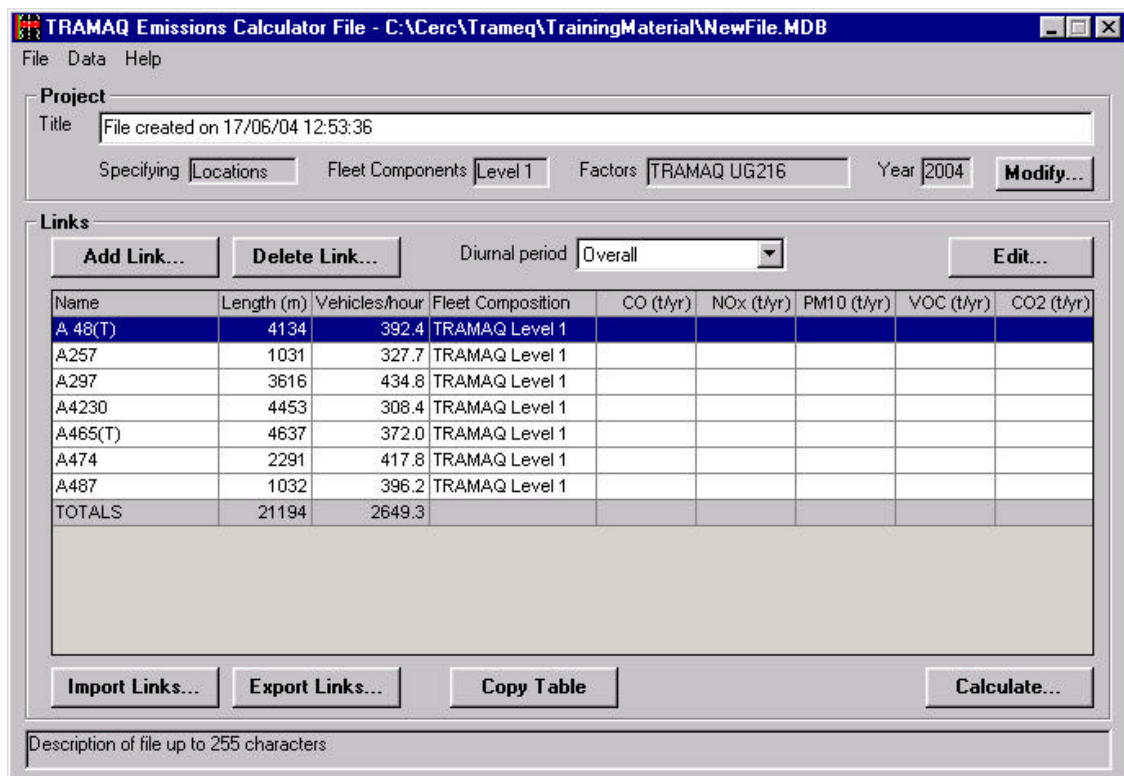 TRAMAQ Emissions Calculator File - C:\Cerc\Trameq\TrainingMaterial\NewFile.MDB
File Data Help
Project
Title File created on 17/06/04 12:53:36
Specifying Locations Fleet Components Level 1 Factors TRAMAQ UG216 Year 2004 Modify...
Links
Add Link... Delete Link... Diurnal period Overall Edit...
Name Length (m) Vehicles/hour Fleet Composition CO (t/yr) NOx (t/yr) PM10 (t/yr) VOC (t/yr) CO2 (t/yr)
A 48(T) 4134 392.4 TRAMAQ Level 1
A257 1031 327.7 TRAMAQ Level 1
A297 3616 434.8 TRAMAQ Level 1
A4230 4453 308.4 TRAMAQ Level 1
A465(T) 4637 372.0 TRAMAQ Level 1
A474 2291 417.8 TRAMAQ Level 1
A487 1032 396.2 TRAMAQ Level 1
TOTALS 21194 2649.3
Import Links... Export Links... Copy Table Calculate...
Description of file up to 255 characters